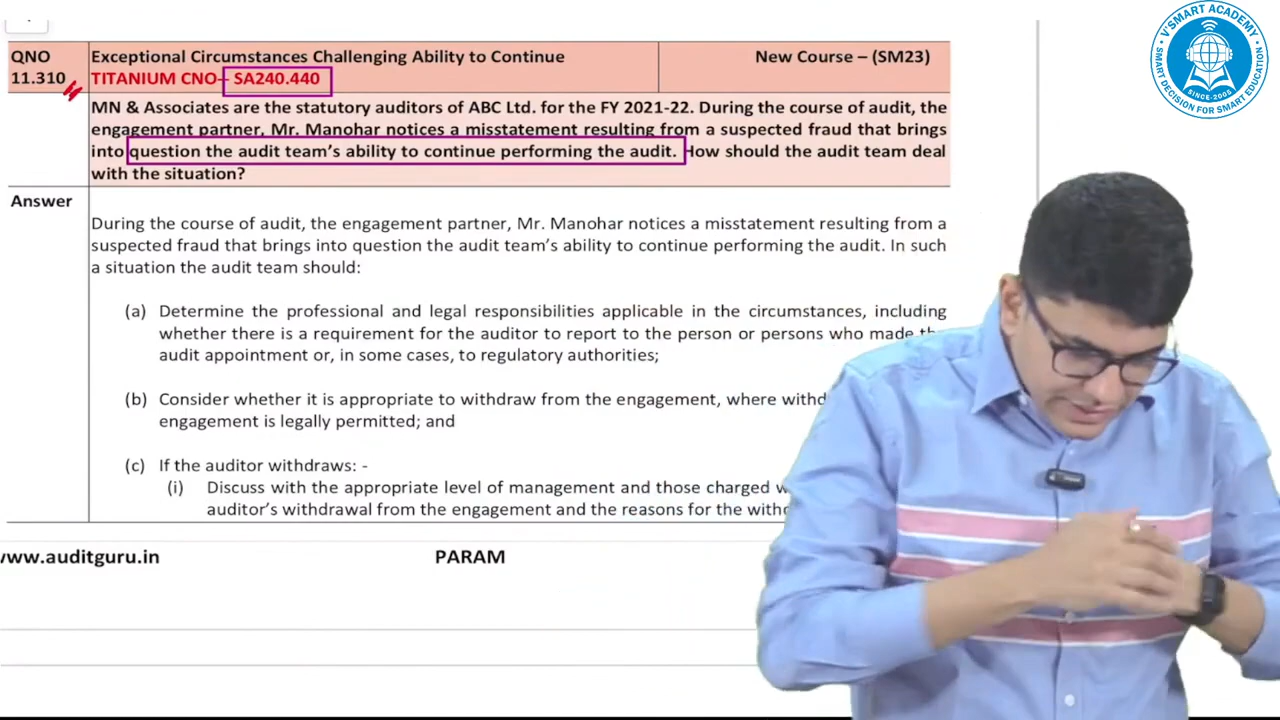 QNO
11.310
Exceptional Circumstances Challenging Ability to Continue
New Course – (SM23)
TITANIUM CNO– SA240.440
MN & Associates are the statutory auditors of ABC Ltd. for the FY 2021-22. During the course of audit, the
engagement partner, Mr. Manohar notices a misstatement resulting from a suspected fraud that brings
into question the audit team's ability to continue performing the audit. How should the audit team deal
with the situation?
Answer
During the course of audit, the engagement partner, Mr. Manohar notices a misstatement resulting from a
suspected fraud that brings into question the audit team's ability to continue performing the audit. In such
a situation the audit team should:
(a) Determine the professional and legal responsibilities applicable in the circumstances, including
whether there is a requirement for the auditor to report to the person or persons who made
audit appointment or, in some cases, to regulatory authorities;
(b) Consider whether it is appropriate to withdraw from the engagement, where
engagement is legally permitted; and
(c) If the auditor withdraws: -
(i) Discuss with the appropriate level of management and those charged
auditor's withdrawal from the engagement and the reasons for the
www.auditguru.in
PARAM
V'SMART ACADEMY
SINCE-2005
SMART DECISION FOR SMART EDUCATION